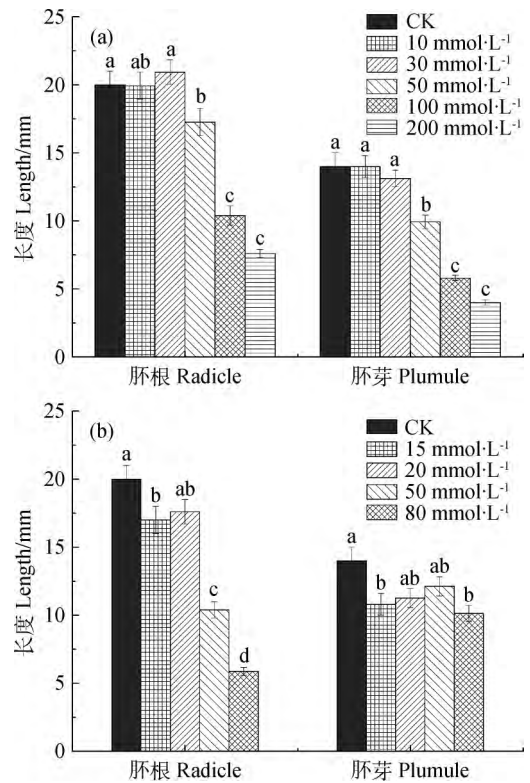 (a)
CK
10 mmol·L⁻¹
30 mmol·L⁻¹
50 mmol·L⁻¹
100 mmol·L⁻¹
200 mmol·L⁻¹
长度 Length/mm
25
20
15
10
5
0
a ab a b c c
a a a b c c
胚根 Radicle 胚芽 Plumule
(b)
CK
15 mmol·L⁻¹
20 mmol·L⁻¹
50 mmol·L⁻¹
80 mmol·L⁻¹
长度 Length/mm
25
20
15
10
5
0
a b ab c d
a b ab ab b
胚根 Radicle 胚芽 Plumule